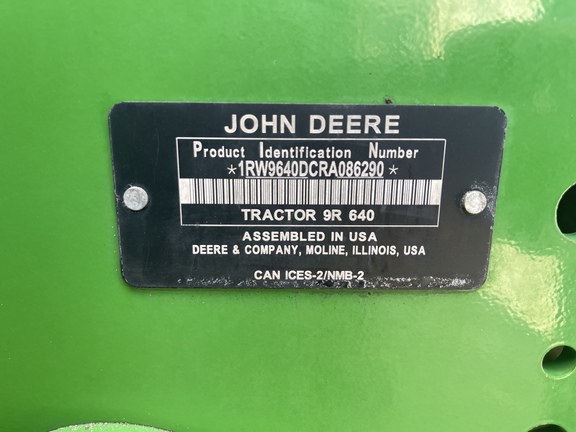 JOHN DEERE
Product Identification Number
*1RW9640DCRA086290*
TRACTOR 9R 640
ASSEMBLED IN USA
DEERE & COMPANY, MOLINE, ILLINOIS, USA
CAN ICES-2/NMB-2